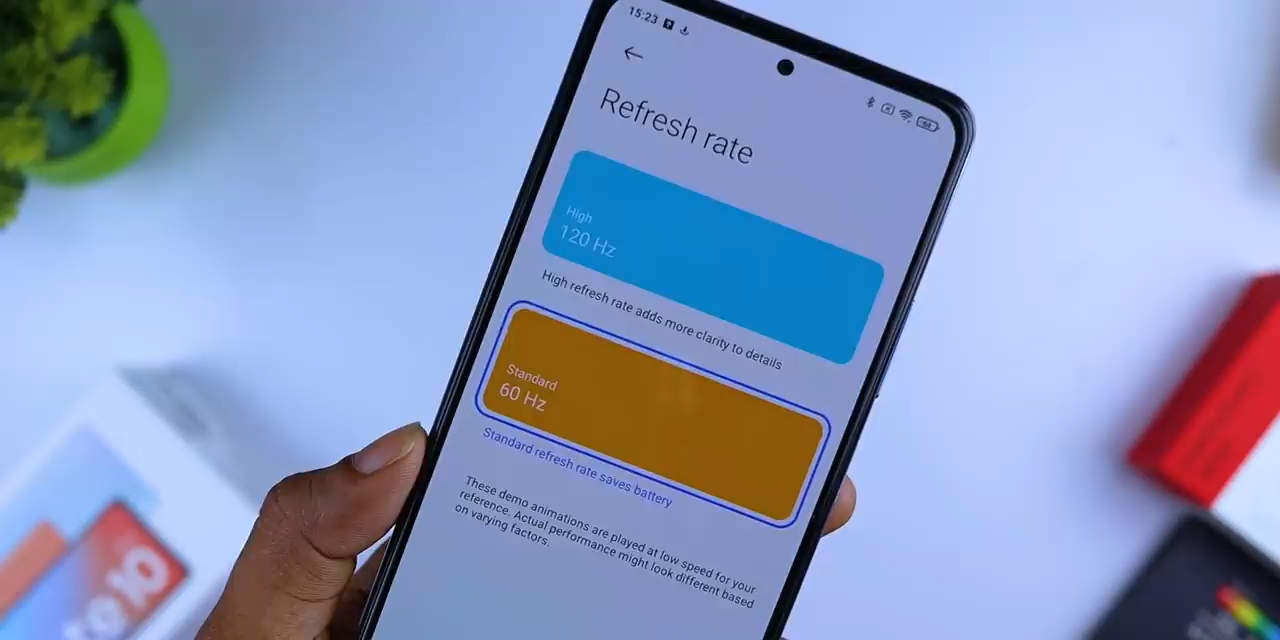 15:23
Refresh rate
High
120 Hz
High refresh rate adds more clarity to details
Standard
60 Hz
Standard refresh rate saves battery
These demo animations are played at low speed for your
reference. Actual performance might look different based
on varying factors.
10